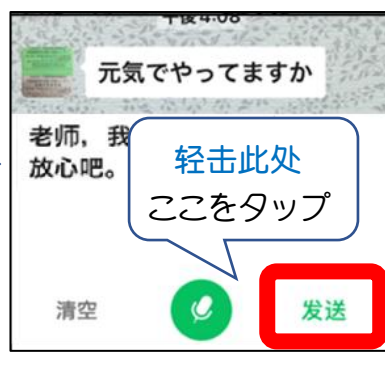 午後4:08
元気でやってますか
老师，我
放心吧。
轻击此处
ここをタップ
清空
发送